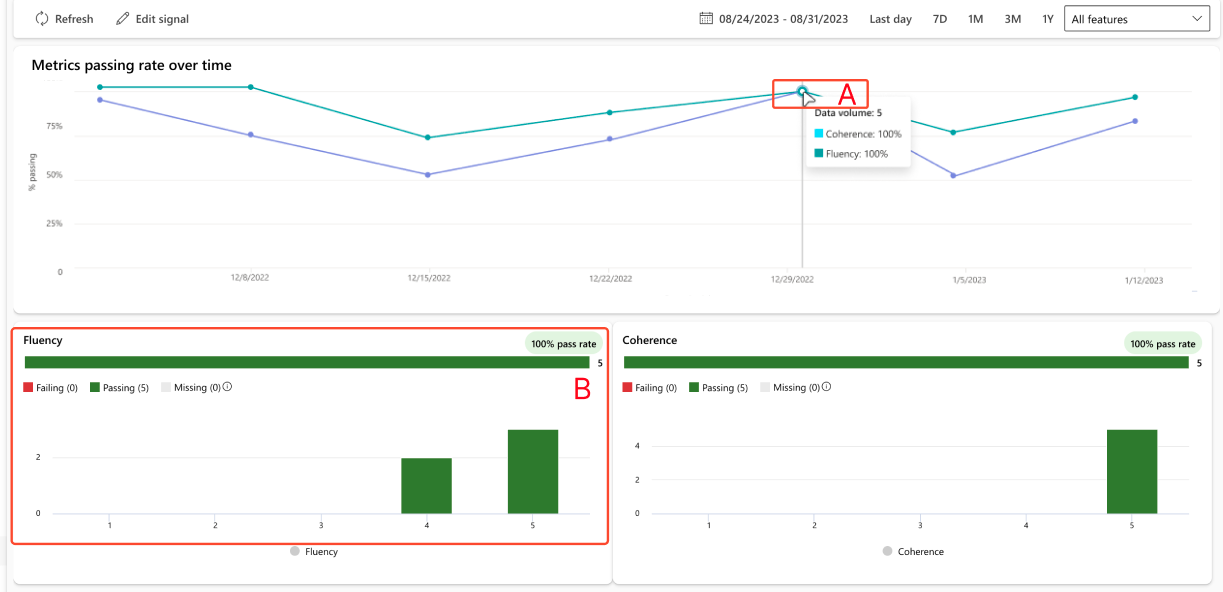 Refresh Edit signal 08/24/2023 - 08/31/2023 Last day 7D 1M 3M 1Y All features
Metrics passing rate over time
A
75%
50%
25%
0
% passing
Data volume: 5
Coherence: 100%
Fluency: 100%
12/8/2022 12/15/2022 12/22/2022 12/29/2022 1/5/2023 1/12/2023
Fluency
100% pass rate
5
Failing (0) Passing (5) Missing (0)
B
2
0
1 2 3 4 5
Fluency
Coherence
100% pass rate
5
Failing (0) Passing (5) Missing (0)
4
2
0
1 2 3 4 5
Coherence